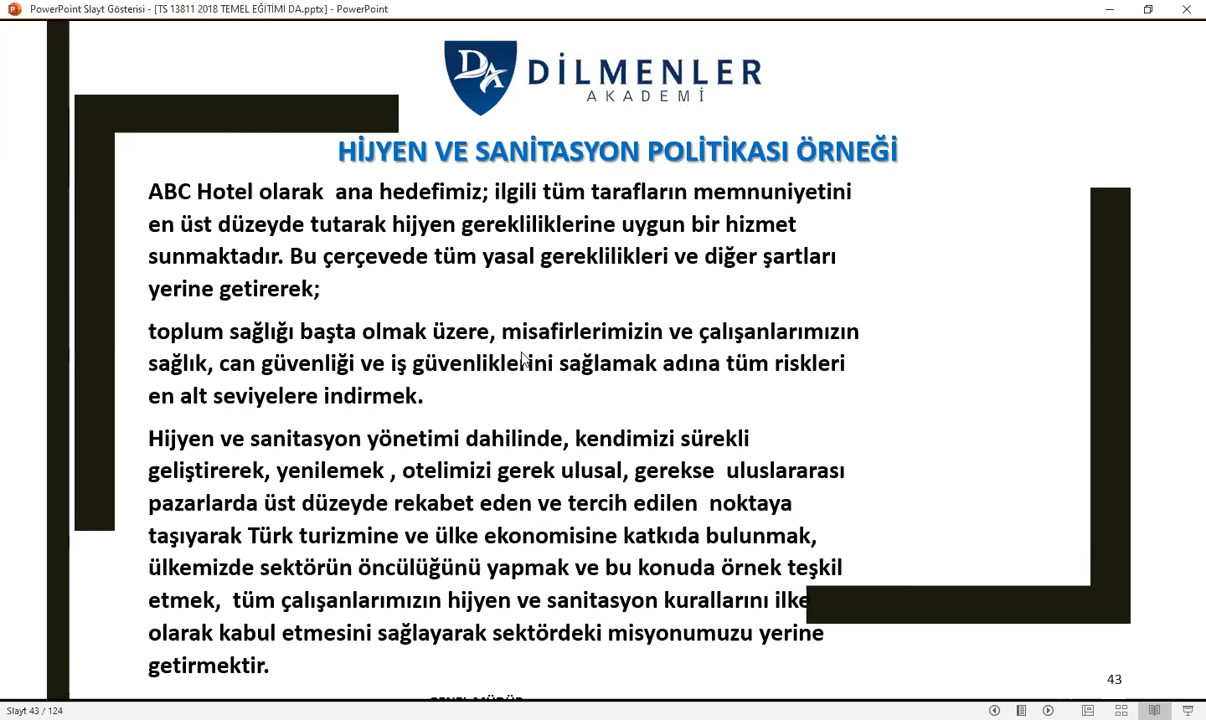 PowerPoint Slayt Gösterisi - [TS 13811 2018 TEMEL EĞİTİMİ DA.pptx] - PowerPoint
DA DİLMENLER
AKADEMİ
HİJYEN VE SANİTASYON POLİTİKASI ÖRNEĞİ
ABC Hotel olarak ana hedefimiz; ilgili tüm tarafların memnuniyetini
en üst düzeyde tutarak hijyen gerekliliklerine uygun bir hizmet
sunmaktadır. Bu çerçevede tüm yasal gereklilikleri ve diğer şartları
yerine getirerek;
toplum sağlığı başta olmak üzere, misafirlerimizin ve çalışanlarımızın
sağlık, can güvenliği ve iş güvenliklerini sağlamak adına tüm riskleri
en alt seviyelere indirmek.
Hijyen ve sanitasyon yönetimi dahilinde, kendimizi sürekli
geliştirerek, yenilemek , otelimizi gerek ulusal, gerekse uluslararası
pazarlarda üst düzeyde rekabet eden ve tercih edilen noktaya
taşıyarak Türk turizmine ve ülke ekonomisine katkıda bulunmak,
ülkemizde sektörün öncülüğünü yapmak ve bu konuda örnek teşkil
etmek, tüm çalışanlarımızın hijyen ve sanitasyon kurallarını ilke
olarak kabul etmesini sağlayarak sektördeki misyonumuzu yerine
getirmektir.
43
Slayt 43 / 124